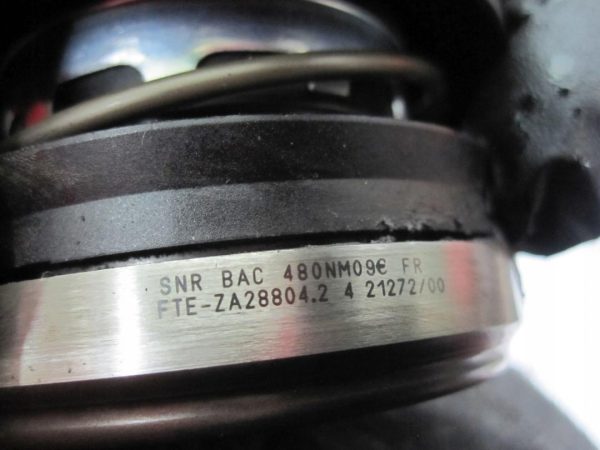 SNR BAC 480NM09€ FR
FTE-ZA28804.2 4 21272/00